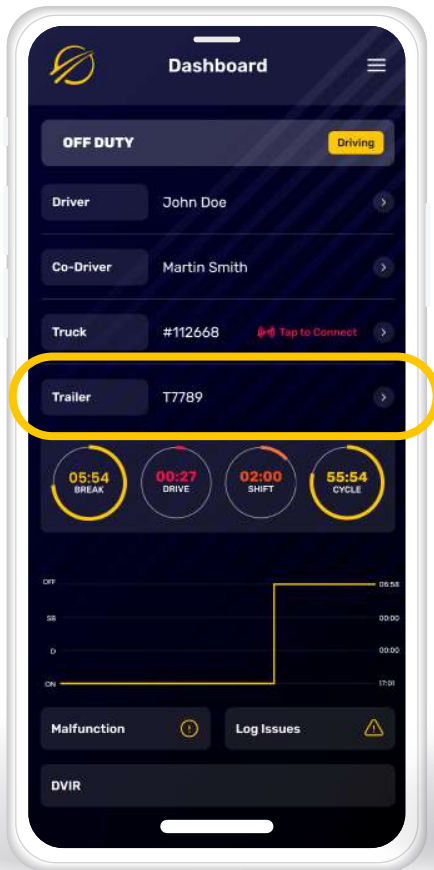 Dashboard
OFF DUTY Driving
Driver John Doe
Co-Driver Martin Smith
Truck #112668 Tap to Connect
Trailer T7789
05:54 00:27 02:00 55:54
BREAK DRIVE SHIFT CYCLE
OFF 06:58
SB 00:00
D 00:00
ON 17:01
Malfunction Log Issues
DVIR